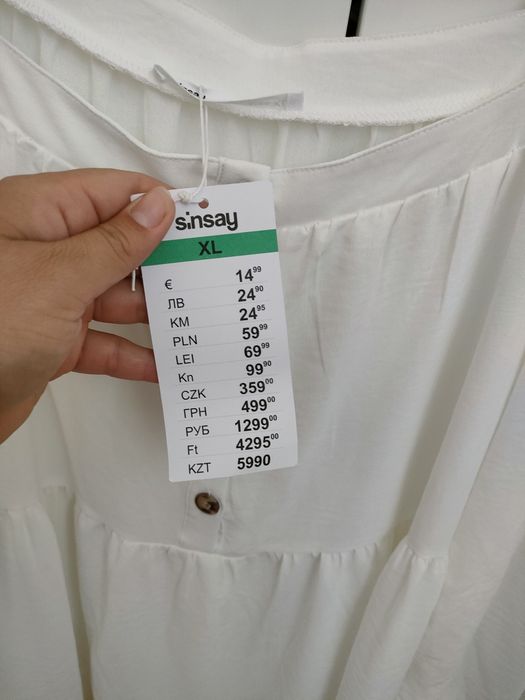 sinsay
XL
€ 14⁹⁹
ЛВ 24⁹⁰
KM 24⁹⁵
PLN 59⁹⁹
LEI 69⁹⁹
Kn 99⁹⁰
CZK 359⁰⁰
ГРН 499⁰⁰
РУБ 1299⁰⁰
Ft 4295⁰⁰
KZT 5990